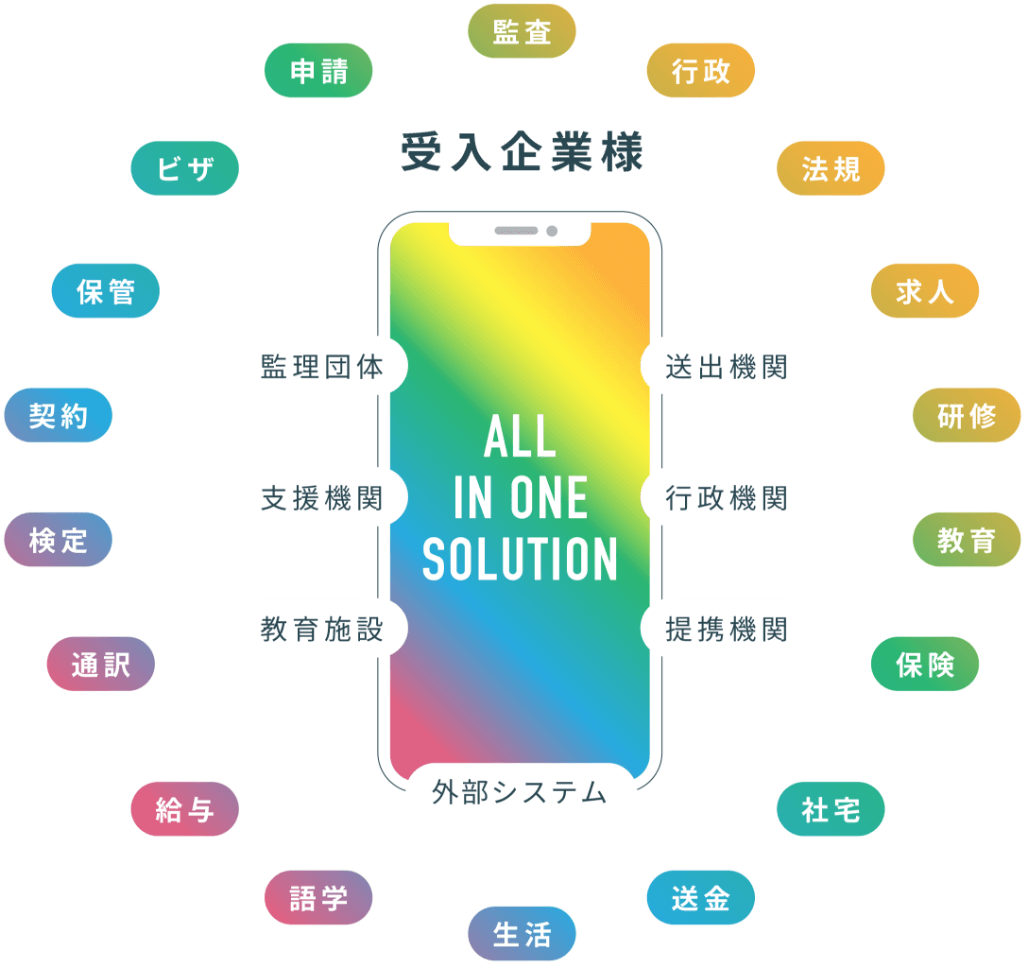 監査
申請
行政
受入企業様
ビザ
法規
保管
求人
監理団体
送出機関
契約
研修
ALL
IN ONE
SOLUTION
支援機関
行政機関
検定
教育
教育施設
提携機関
通訳
保険
外部システム
給与
社宅
語学
送金
生活